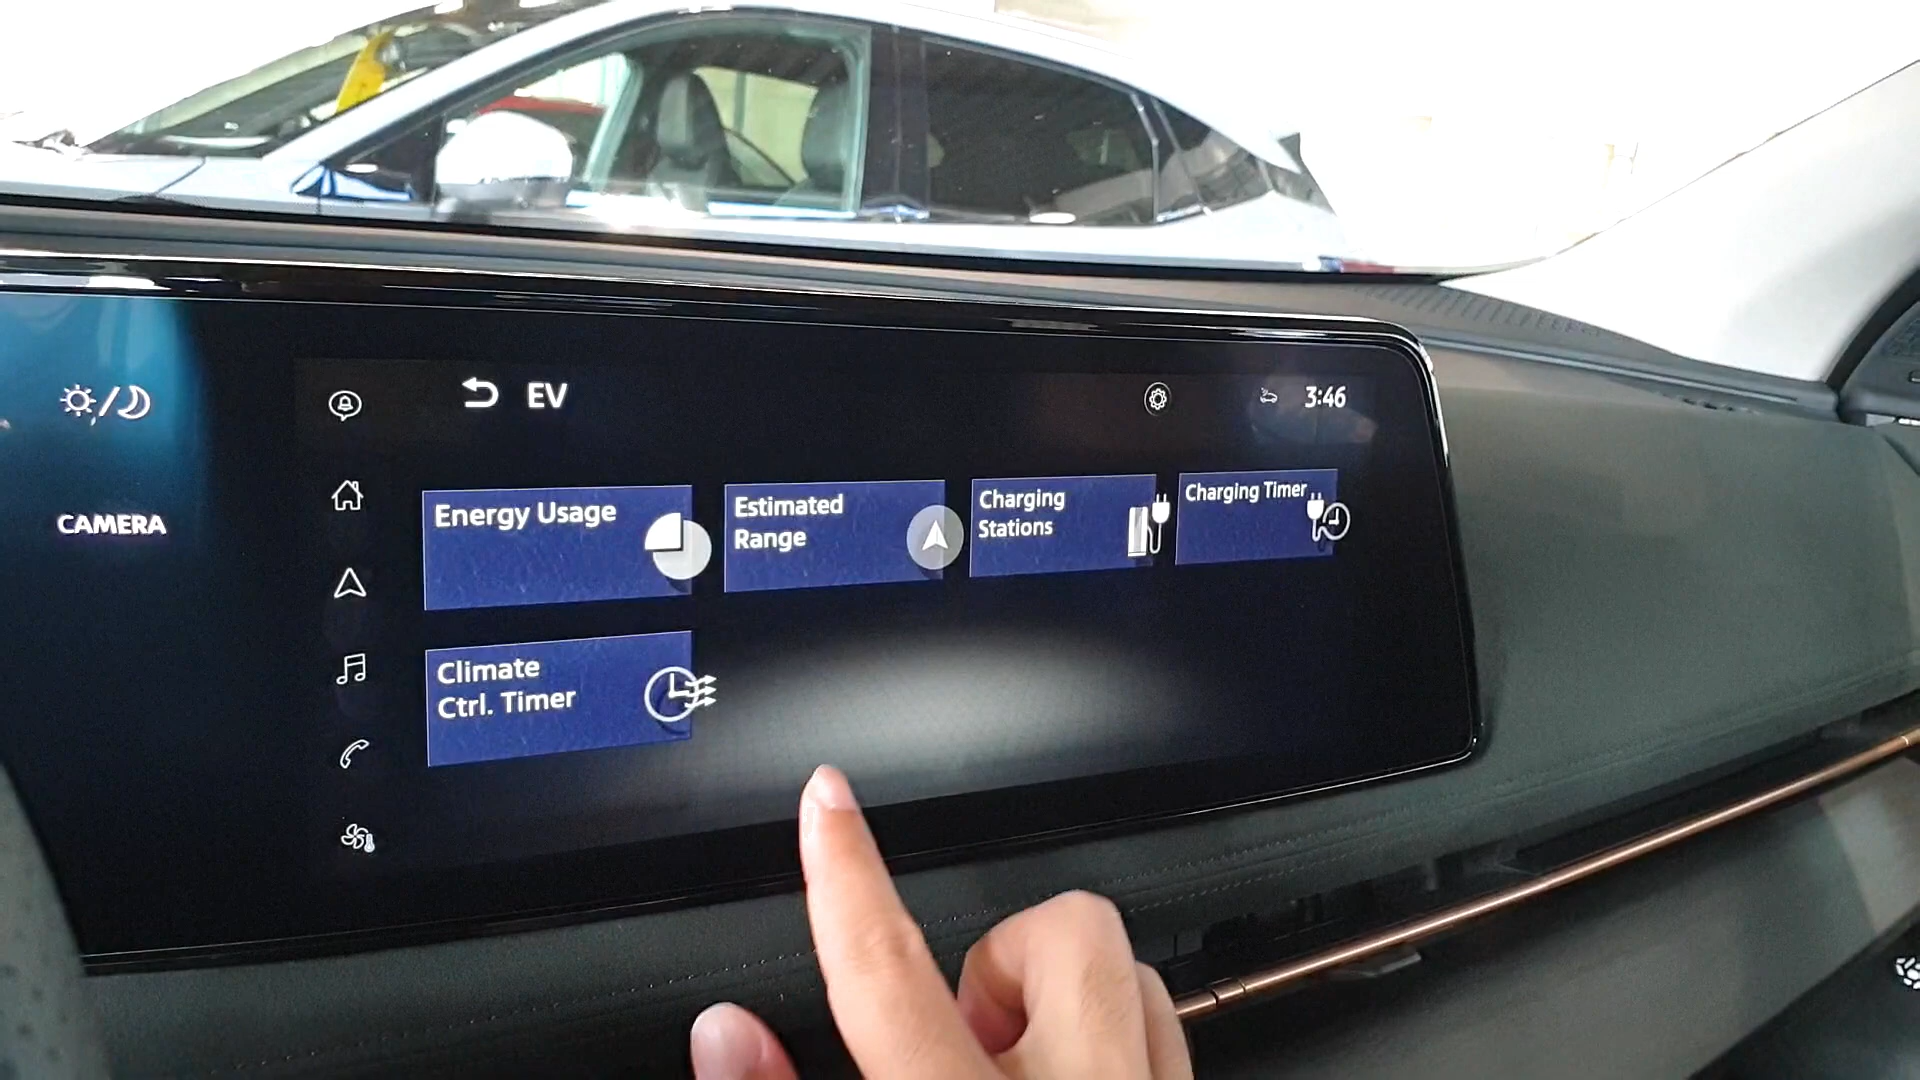 EV
3:46
CAMERA
Energy Usage
Estimated
Range
Charging
Stations
Charging Timer
Climate
Ctrl. Timer